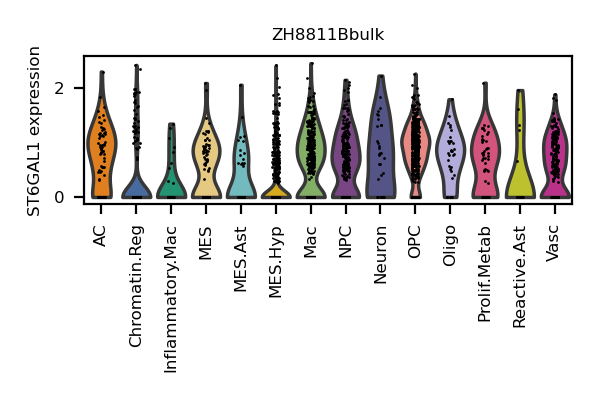 ZH8811Bbulk
ST6GAL1 expression
2
0
AC
Chromatin.Reg
Inflammatory.Mac
MES
MES.Ast
MES.Hyp
Mac
NPC
Neuron
OPC
Oligo
Prolif.Metab
Reactive.Ast
Vasc